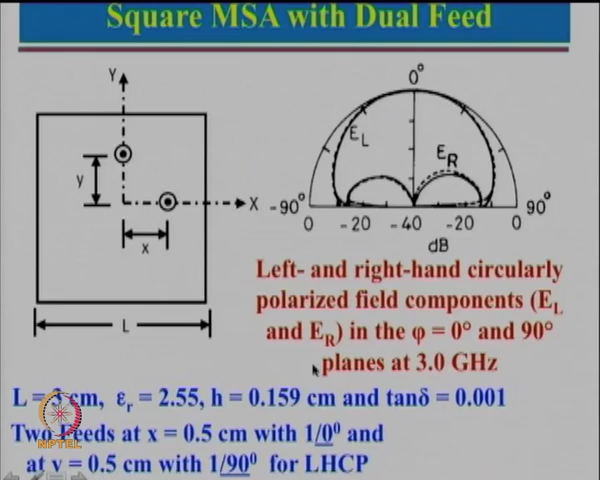 Square MSA with Dual Feed
Y
y
X
x
L
0°
E_L
E_R
-90°
90°
0 -20 -40 -20 0
dB
Left- and right-hand circularly
polarized field components (E_L
and E_R) in the φ = 0° and 90°
planes at 3.0 GHz
L = 3 cm, ε_r = 2.55, h = 0.159 cm and tanδ = 0.001
Two Feeds at x = 0.5 cm with 1/0⁰ and
at y = 0.5 cm with 1/90⁰ for LHCP
NPTEL